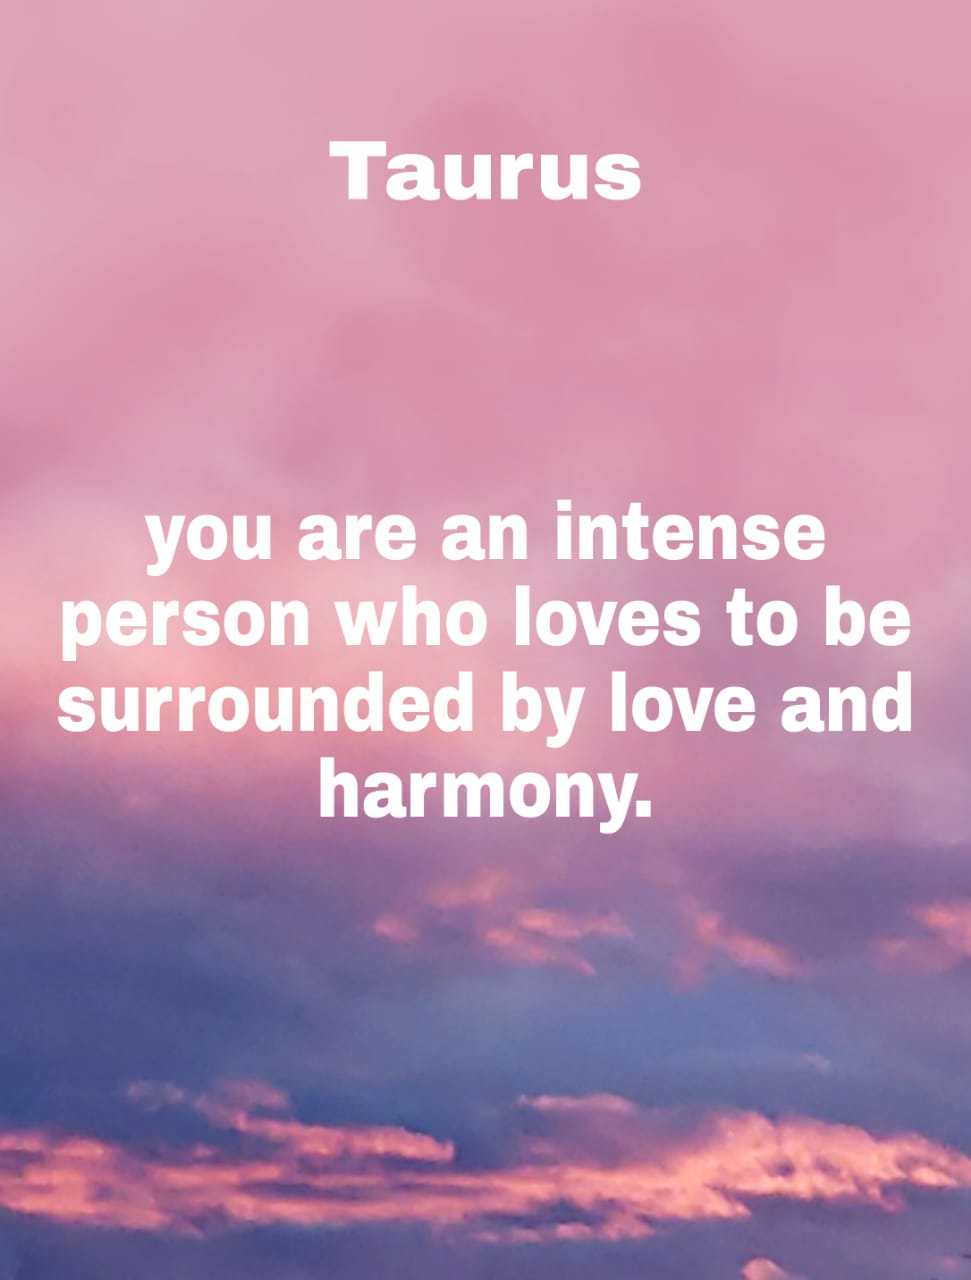 Taurus
you are an intense
person who loves to be
surrounded by love and
harmony.